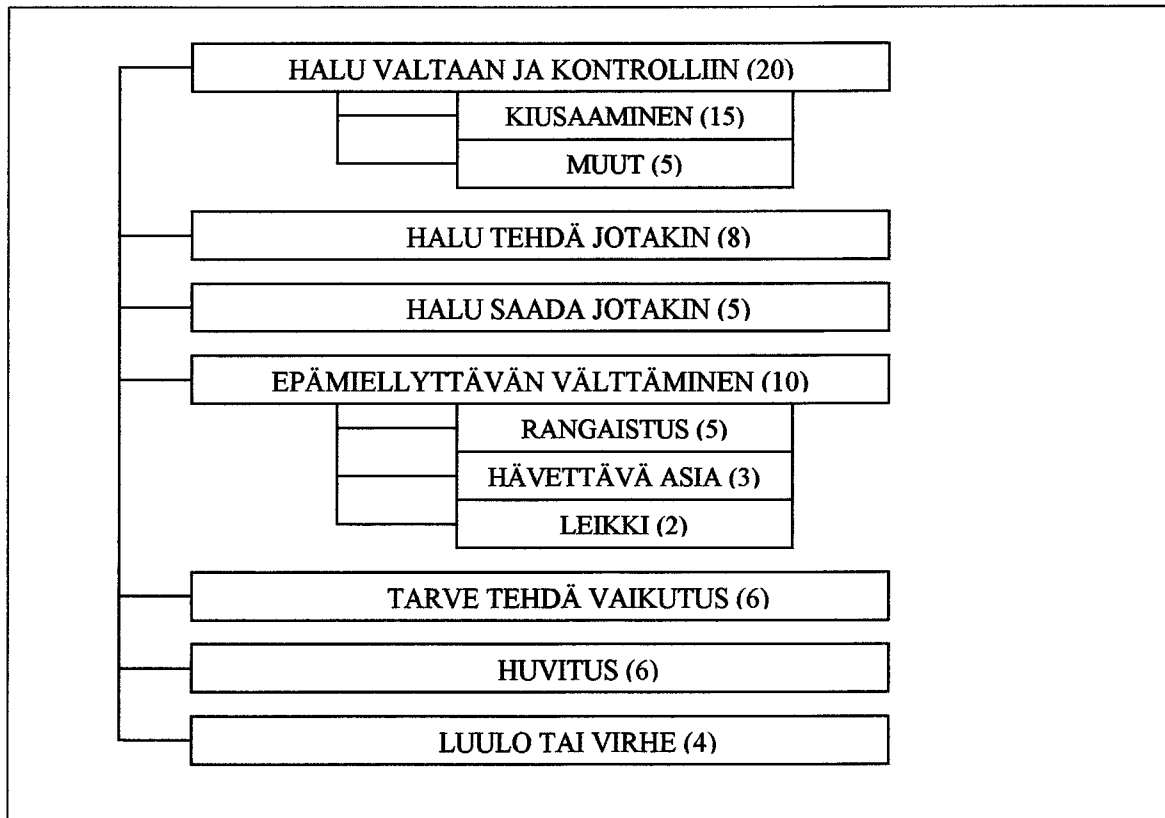 HALU VALTAAN JA KONTROLLIIN (20)
KIUSAAMINEN (15)
MUUT (5)
HALU TEHDÄ JOTAKIN (8)
HALU SAADA JOTAKIN (5)
EPÄMIELLYTTÄVÄN VÄLTTÄMINEN (10)
RANGAISTUS (5)
HÄVETTÄVÄ ASIA (3)
LEIKKI (2)
TARVE TEHDÄ VAIKUTUS (6)
HUVITUS (6)
LUULO TAI VIRHE (4)